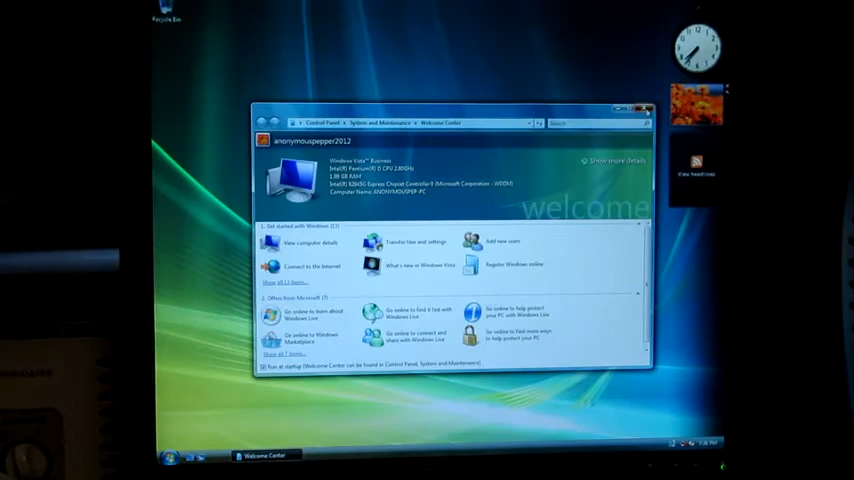 Recycle Bin
Control Panel ▸ System and Maintenance ▸ Welcome Center
Search
anonymouspepper2012
Windows Vista™ Business
Intel(R) Pentium(R) D CPU 2.80GHz
1.99 GB RAM
Intel(R) 82945G Express Chipset Controller 0 (Microsoft Corporation - WDDM)
Computer Name: ANONYMOUSPEP-PC
Show more details
welcome
1. Get started with Windows (13)
View computer details
Transfer files and settings
Add new users
Connect to the Internet
What's new in Windows Vista
Register Windows online
Show all 13 items...
2. Offers from Microsoft (7)
Go online to learn about
Windows Live
Go online to find it fast with
Windows Live
Go online to help protect
your PC with Windows Live
Go online to Windows
Marketplace
Go online to connect and
share with Windows Live
Go online to find more ways
to help protect your PC
Show all 7 items...
Run at startup (Welcome Center can be found in Control Panel, System and Maintenance)
View headlines
Welcome Center